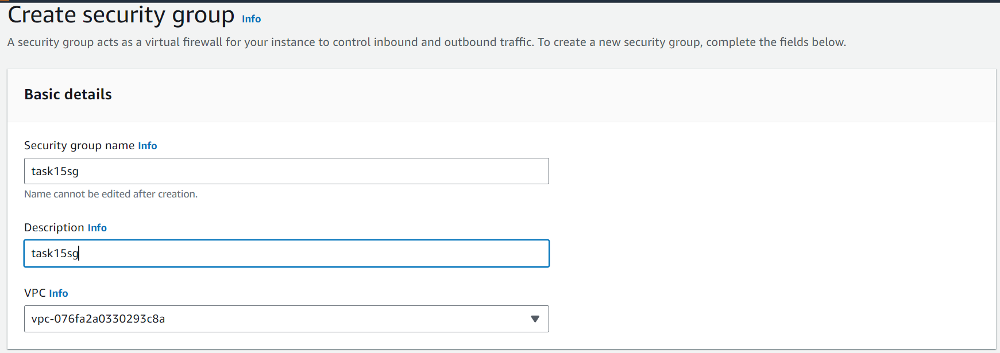 Create security group Info
A security group acts as a virtual firewall for your instance to control inbound and outbound traffic. To create a new security group, complete the fields below.
Basic details
Security group name Info
task15sg
Name cannot be edited after creation.
Description Info
task15sg
VPC Info
vpc-076fa2a0330293c8a